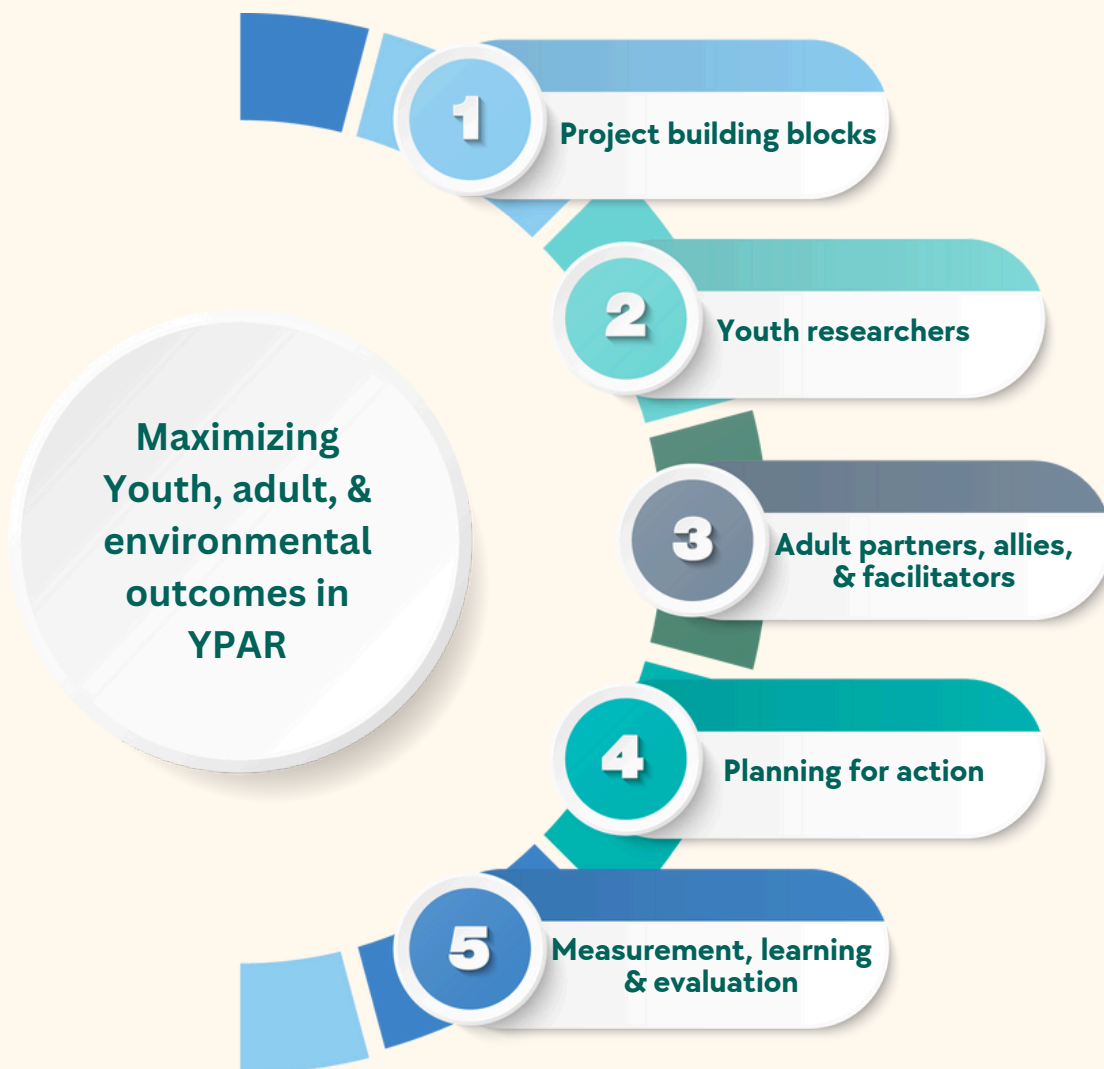 Maximizing
Youth, adult, &
environmental
outcomes in
YPAR
1
Project building blocks
2
Youth researchers
3
Adult partners, allies,
& facilitators
4
Planning for action
5
Measurement, learning
& evaluation